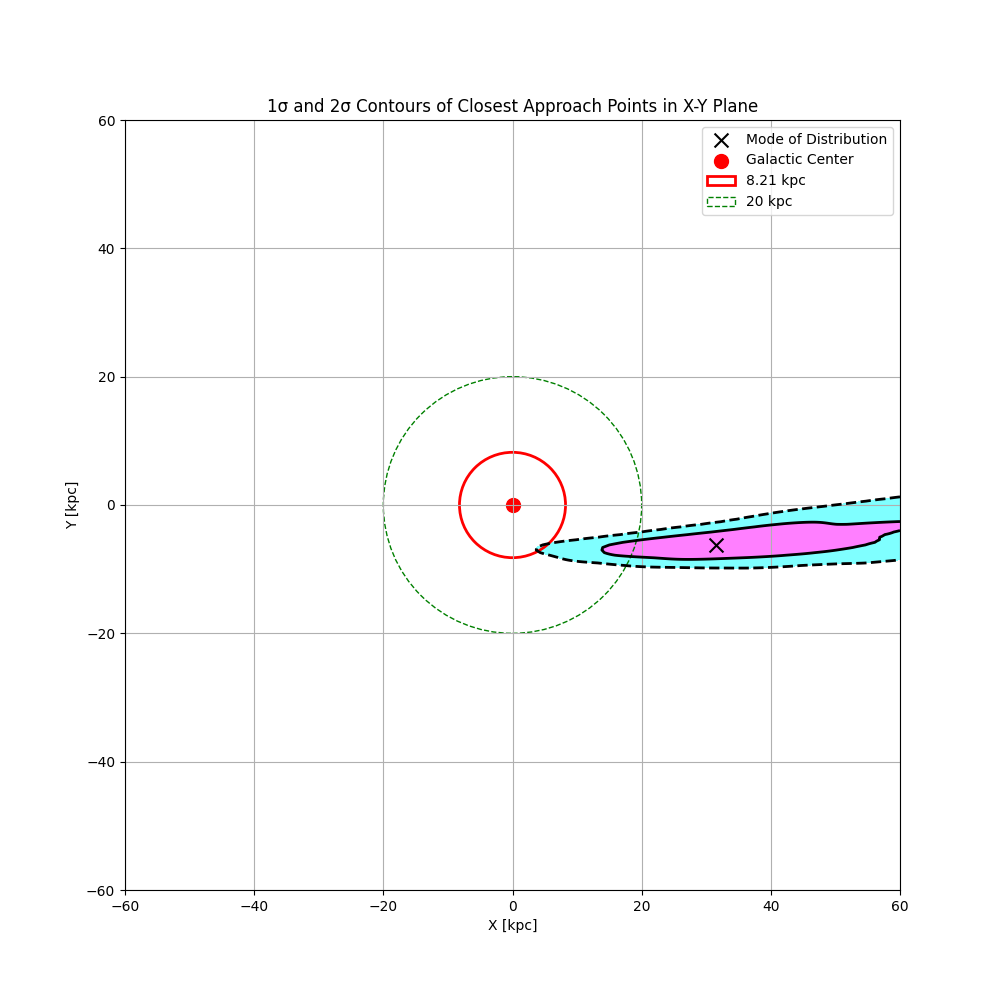 1σ and 2σ Contours of Closest Approach Points in X-Y Plane
Mode of Distribution
Galactic Center
8.21 kpc
20 kpc
60
40
20
0
−20
−40
−60
Y [kpc]
−60 −40 −20 0 20 40 60
X [kpc]